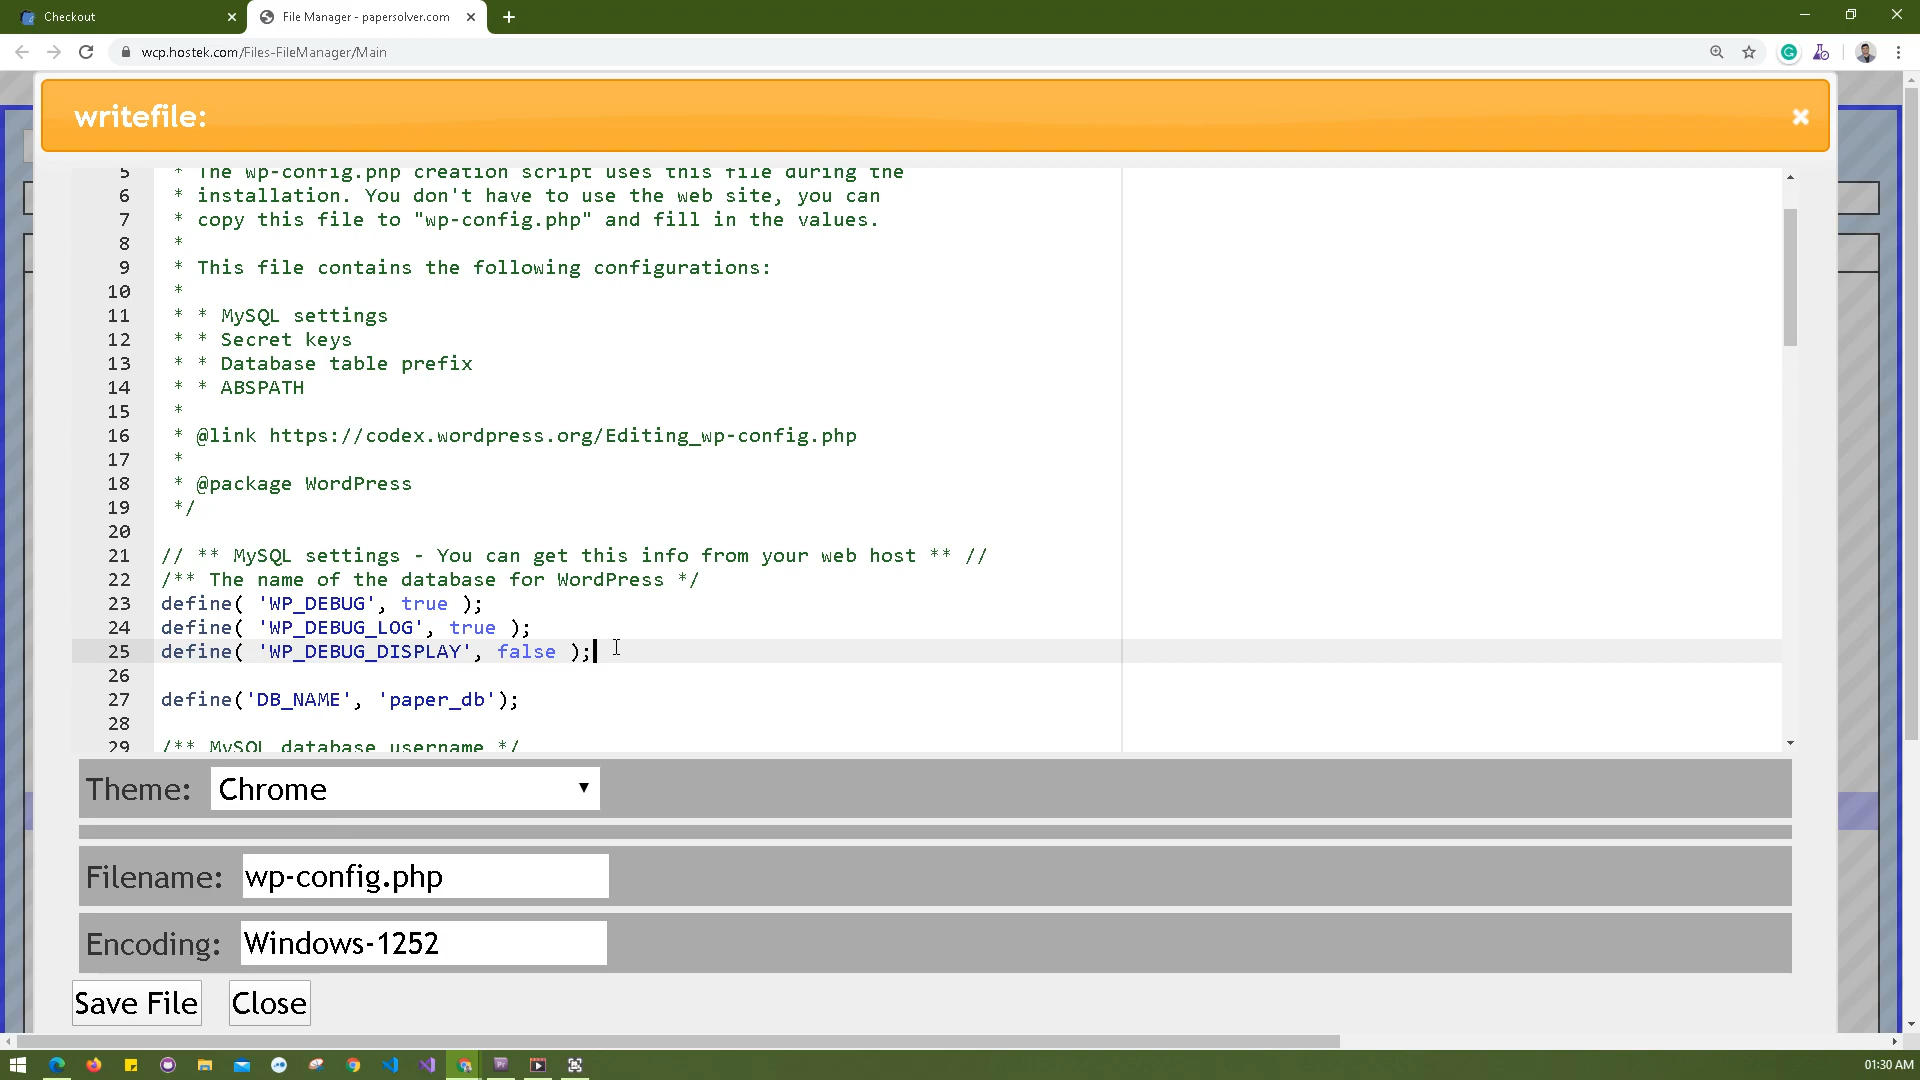 Checkout
File Manager - papersolver.com
wcp.hostek.com/Files-FileManager/Main
writefile:
5 * The wp-config.php creation script uses this file during the
6 * installation. You don't have to use the web site, you can
7 * copy this file to "wp-config.php" and fill in the values.
8 *
9 * This file contains the following configurations:
10 *
11 * * MySQL settings
12 * * Secret keys
13 * * Database table prefix
14 * * ABSPATH
15 *
16 * @link https://codex.wordpress.org/Editing_wp-config.php
17 *
18 * @package WordPress
19 */
20
21 // ** MySQL settings - You can get this info from your web host ** //
22 /** The name of the database for WordPress */
23 define( 'WP_DEBUG', true );
24 define( 'WP_DEBUG_LOG', true );
25 define( 'WP_DEBUG_DISPLAY', false );
26
27 define('DB_NAME', 'paper_db');
28
29 /** MySQL database username */
Theme: Chrome
Filename: wp-config.php
Encoding: Windows-1252
Save File Close
01:30 AM